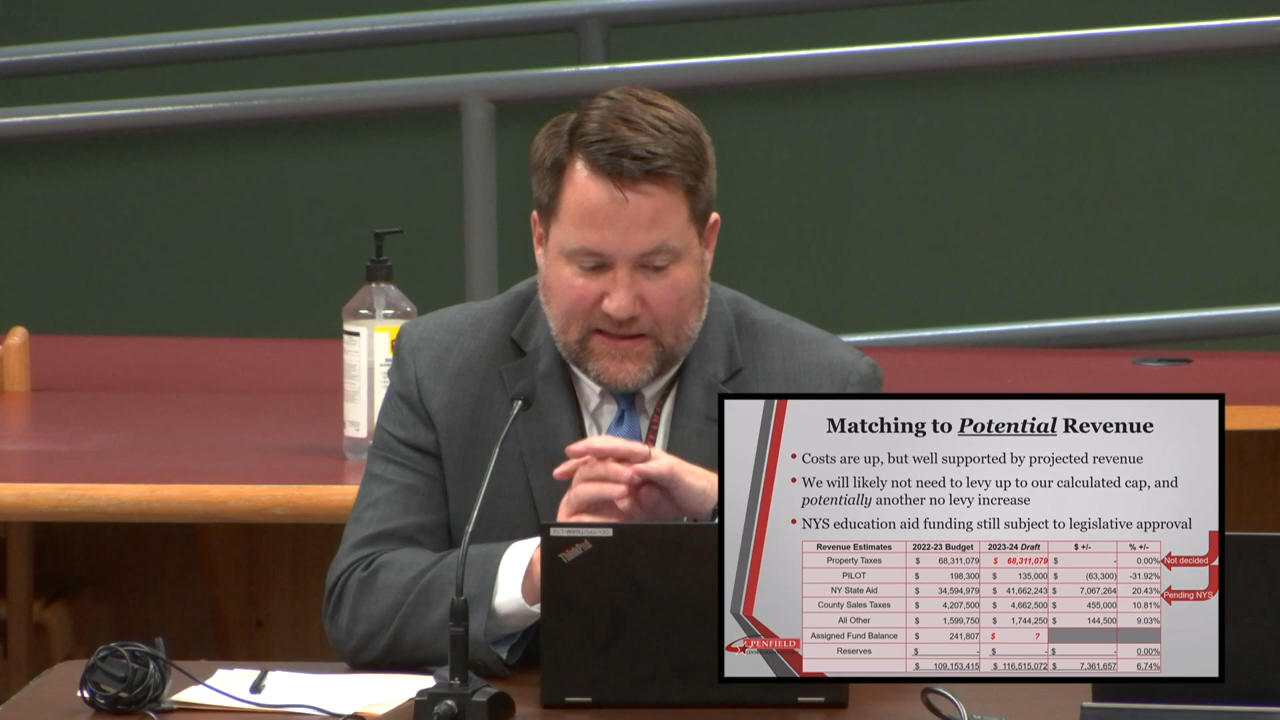 Matching to Potential Revenue
• Costs are up, but well supported by projected revenue
• We will likely not need to levy up to our calculated cap, and
potentially another no levy increase
• NYS education aid funding still subject to legislative approval
Revenue Estimates 2022-23 Budget 2023-24 Draft $ +/- % +/-
Property Taxes $ 68,311,079 $ 68,311,079 $ - 0.00% Not decided
PILOT $ 198,300 $ 135,000 $ (63,300) -31.92%
NY State Aid $ 34,594,979 $ 41,662,243 $ 7,067,264 20.43% Pending NYS
County Sales Taxes $ 4,207,500 $ 4,662,500 $ 455,000 10.81%
All Other $ 1,599,750 $ 1,744,250 $ 144,500 9.03%
Assigned Fund Balance $ 241,807 $ ?
Reserves $ - $ - $ - 0.00%
$ 109,153,415 $ 116,515,072 $ 7,361,657 6.74%
PENFIELD
ThinkPad